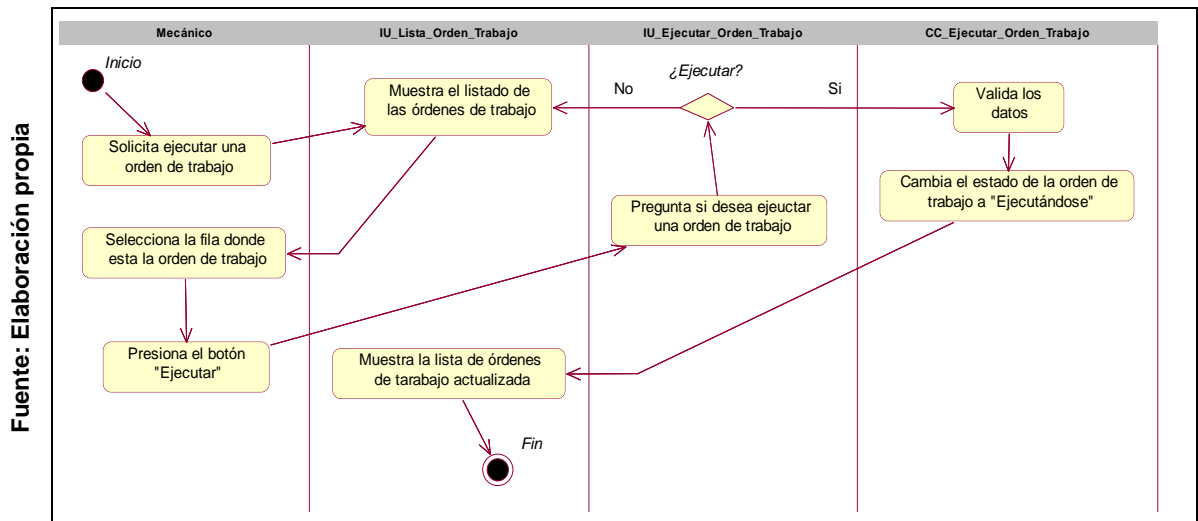 Mecánico
IU_Lista_Orden_Trabajo
IU_Ejecutar_Orden_Trabajo
CC_Ejecutar_Orden_Trabajo
Inicio
Solicita ejecutar una
orden de trabajo
Muestra el listado de
las órdenes de trabajo
No
¿Ejecutar?
Si
Valida los
datos
Cambia el estado de la orden de
trabajo a "Ejecutándose"
Pregunta si desea ejeuctar
una orden de trabajo
Selecciona la fila donde
esta la orden de trabajo
Presiona el botón
"Ejecutar"
Muestra la lista de órdenes
de tarabajo actualizada
Fin
Fuente: Elaboración propia